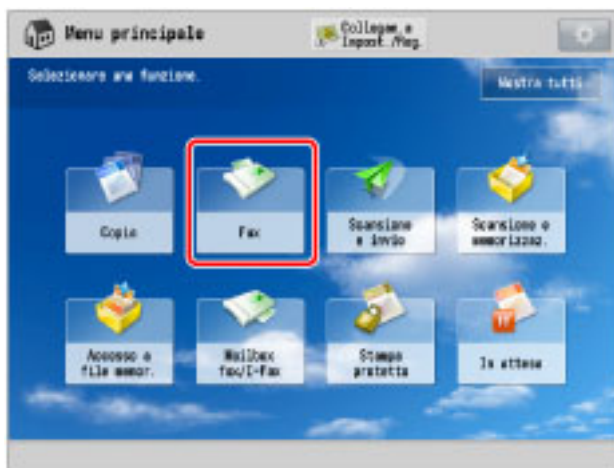 Menu principale
Collegam. a
Impost./Reg.
Selezionare una funzione.
Mostra tutti
Copia
Fax
Scansione
e invio
Scansione e
memorizzaz.
Accesso a
file memor.
Mailbox
fax/I-Fax
Stampa
protetta
In attesa